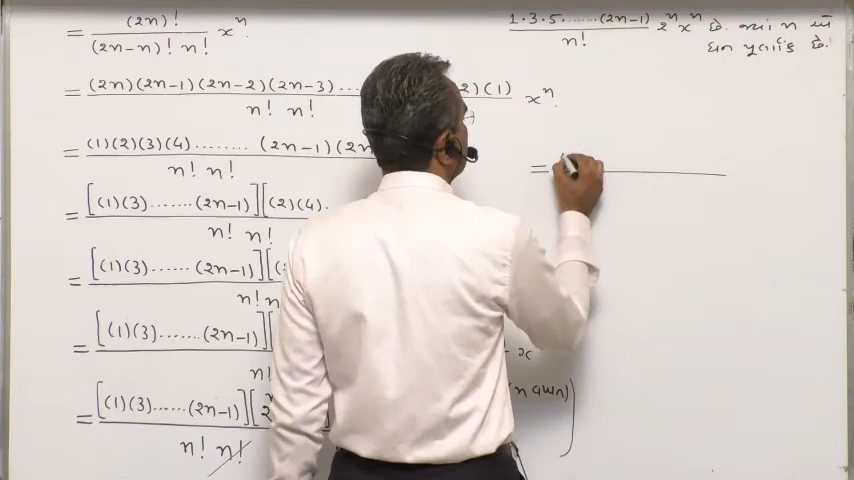 = (2n)! / (2n-n)! n! x^n.
= (2n)(2n-1)(2n-2)(2n-3)... 2)(1) / n! n! x^n.
= (1)(2)(3)(4)........ (2n-1)(2n / n! n!
= [(1)(3).......(2n-1)][(2)(4). / n! n!
= [(1)(3)......(2n-1)][( / n! n
= [(1)(3).......(2n-1)][ / n!
= [(1)(3)......(2n-1)][2 / n! n!
1·3·5.......(2n-1) / n! 2^n x^n છે. જ્યાં n એ
ઘન પૂર્ણાંક છે.
=
x
(n